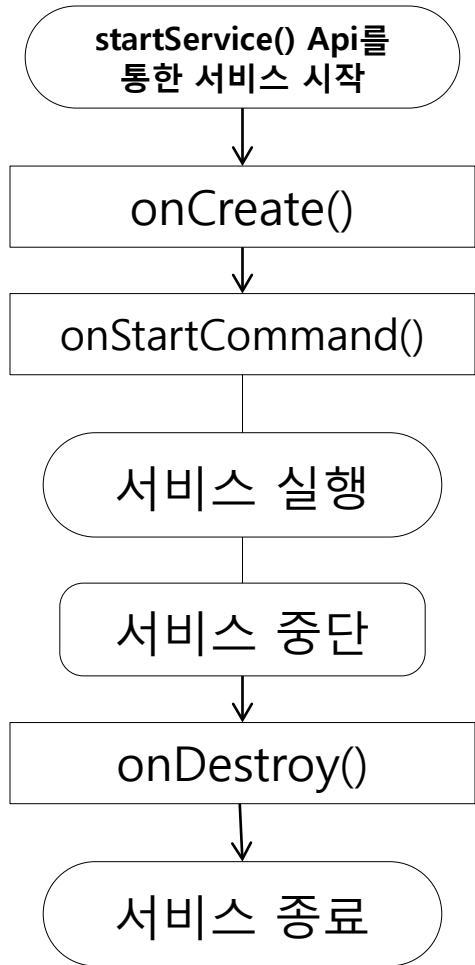 startService() Api를
통한 서비스 시작
onCreate()
onStartCommand()
서비스 실행
서비스 중단
onDestroy()
서비스 종료